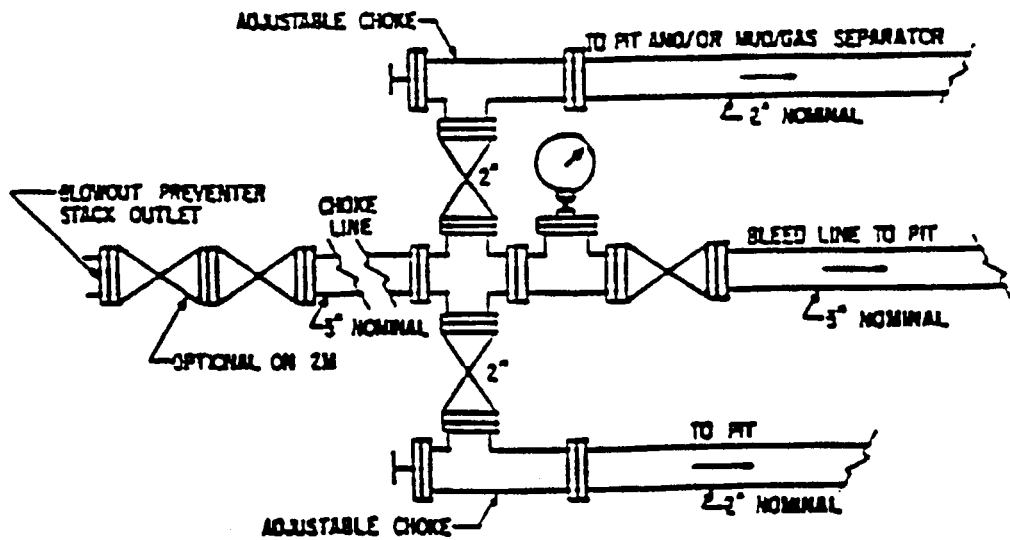 ADJUSTABLE CHOKE
TO PIT AND/OR MUD/GAS SEPARATOR
2" NOMINAL
2"
BLOWOUT PREVENTER
STACK OUTLET
CHOKE
LINE
BLEED LINE TO PIT
3" NOMINAL
3" NOMINAL
OPTIONAL ON 2M
2"
TO PIT
2" NOMINAL
ADJUSTABLE CHOKE